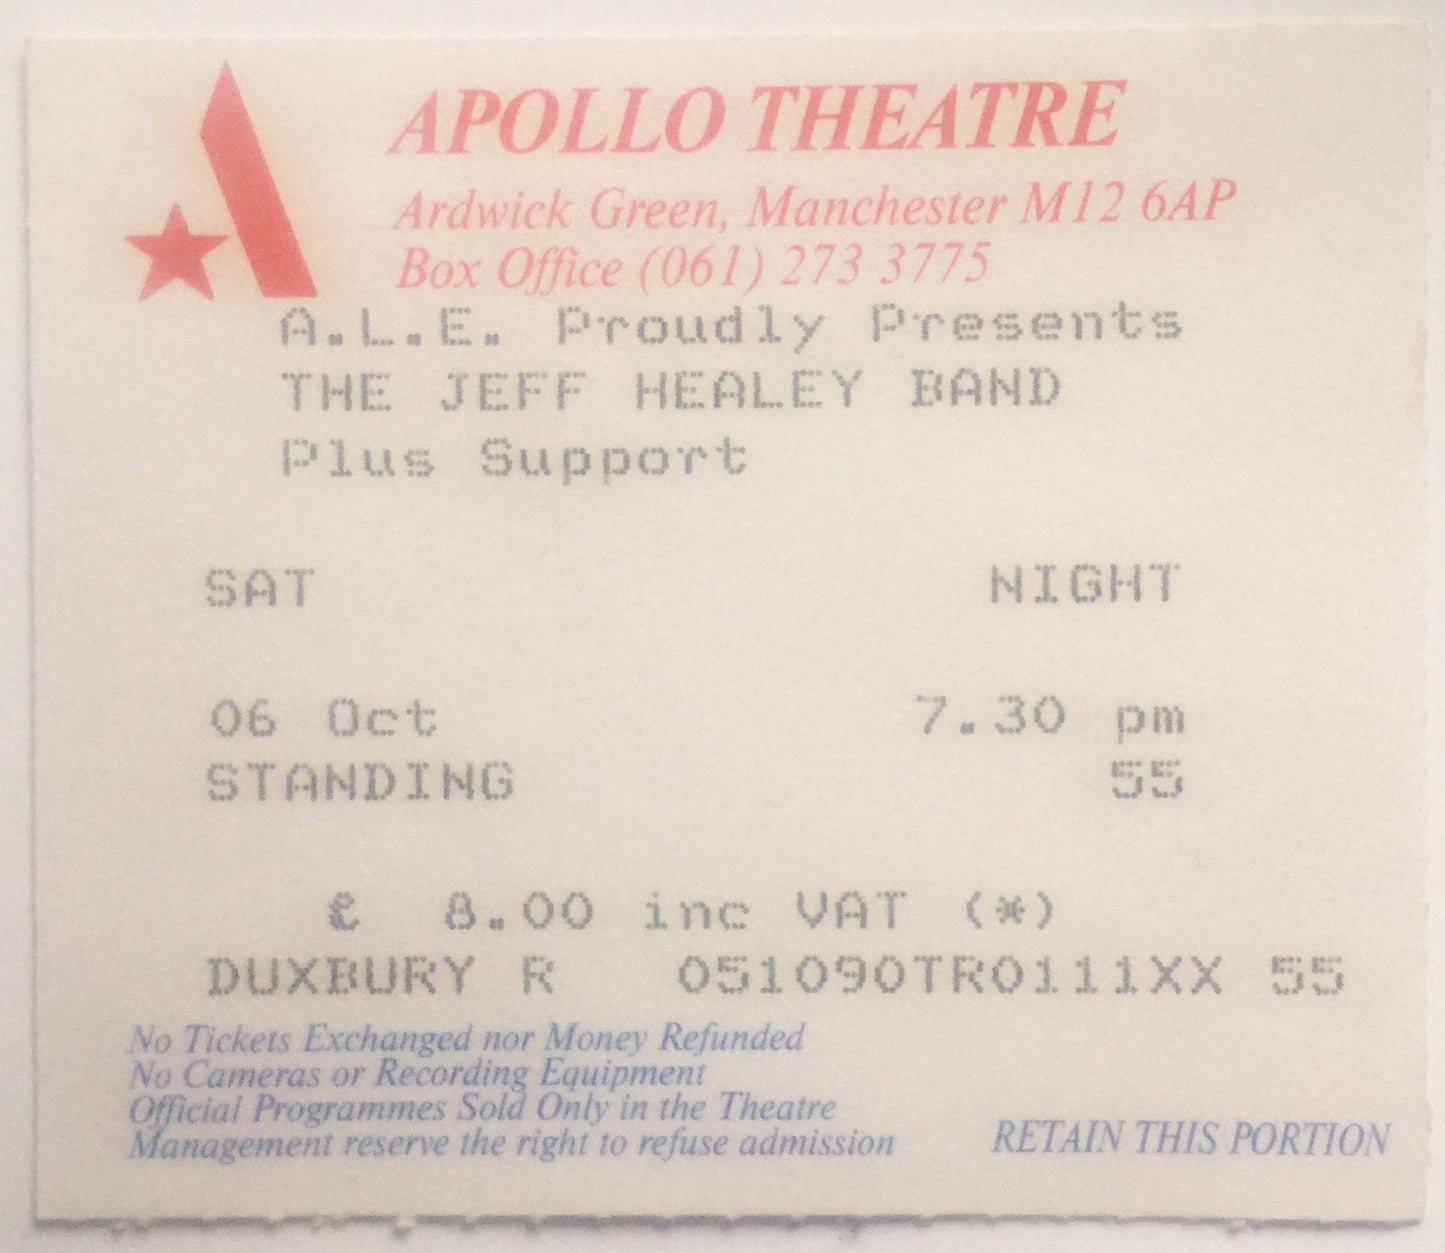 APOLLO THEATRE
Ardwick Green, Manchester M12 6AP
Box Office (061) 273 3775
A.L.E. Proudly Presents
THE JEFF HEALEY BAND
Plus Support
SAT NIGHT
06 Oct 7.30 pm
STANDING 55
£ 8.00 inc VAT (*)
DUXBURY R 051090TR0111XX 55
No Tickets Exchanged nor Money Refunded
No Cameras or Recording Equipment
Official Programmes Sold Only in the Theatre
Management reserve the right to refuse admission RETAIN THIS PORTION